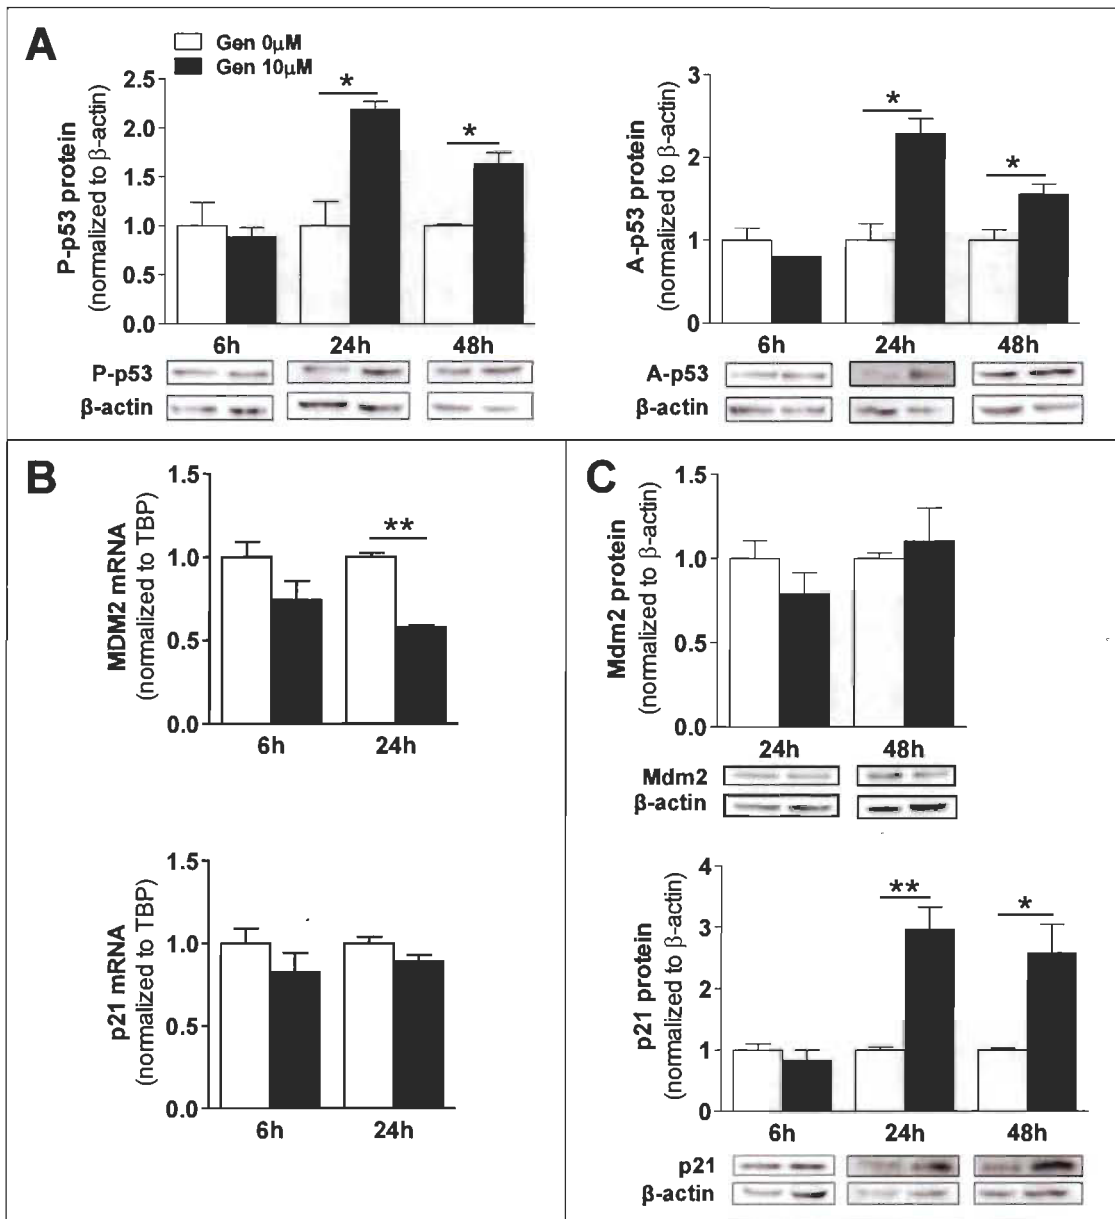 A
Gen 0μM
Gen 10μM
P-p53 protein
(normalized to β-actin)
2.5
2.0
1.5
1.0
0.5
0.0
*
*
6h 24h 48h
P-p53
β-actin
A-p53 protein
(normalized to β-actin)
3
2
1
0
*
*
6h 24h 48h
A-p53
β-actin
B
MDM2 mRNA
(normalized to TBP)
1.5
1.0
0.5
0.0
**
6h 24h
p21 mRNA
(normalized to TBP)
1.5
1.0
0.5
0.0
6h 24h
C
Mdm2 protein
(normalized to β-actin)
1.5
1.0
0.5
0.0
24h 48h
Mdm2
β-actin
p21 protein
(normalized to β-actin)
4
3
2
1
0
**
*
6h 24h 48h
p21
β-actin